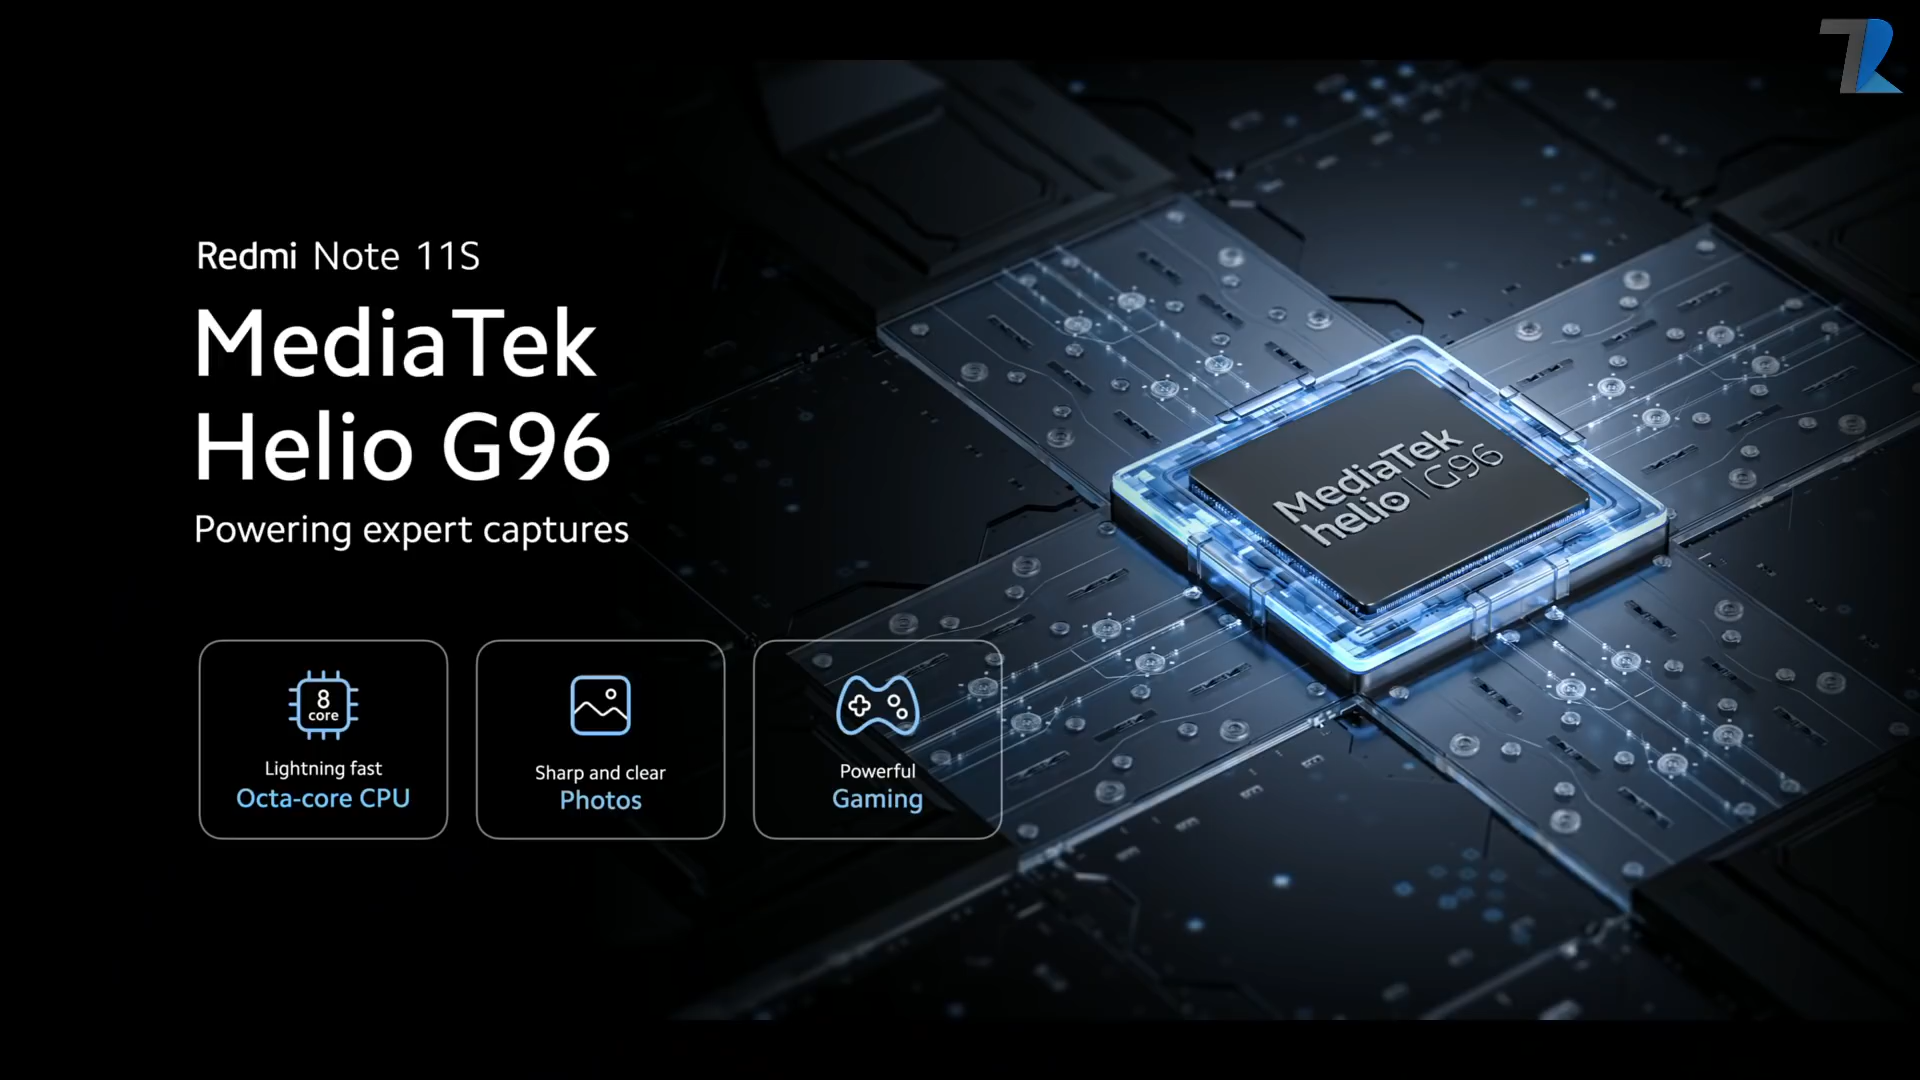 Redmi Note 11S
MediaTek
Helio G96
Powering expert captures
MediaTek
helio | G96
8
core
Lightning fast
Octa-core CPU
Sharp and clear
Photos
Powerful
Gaming